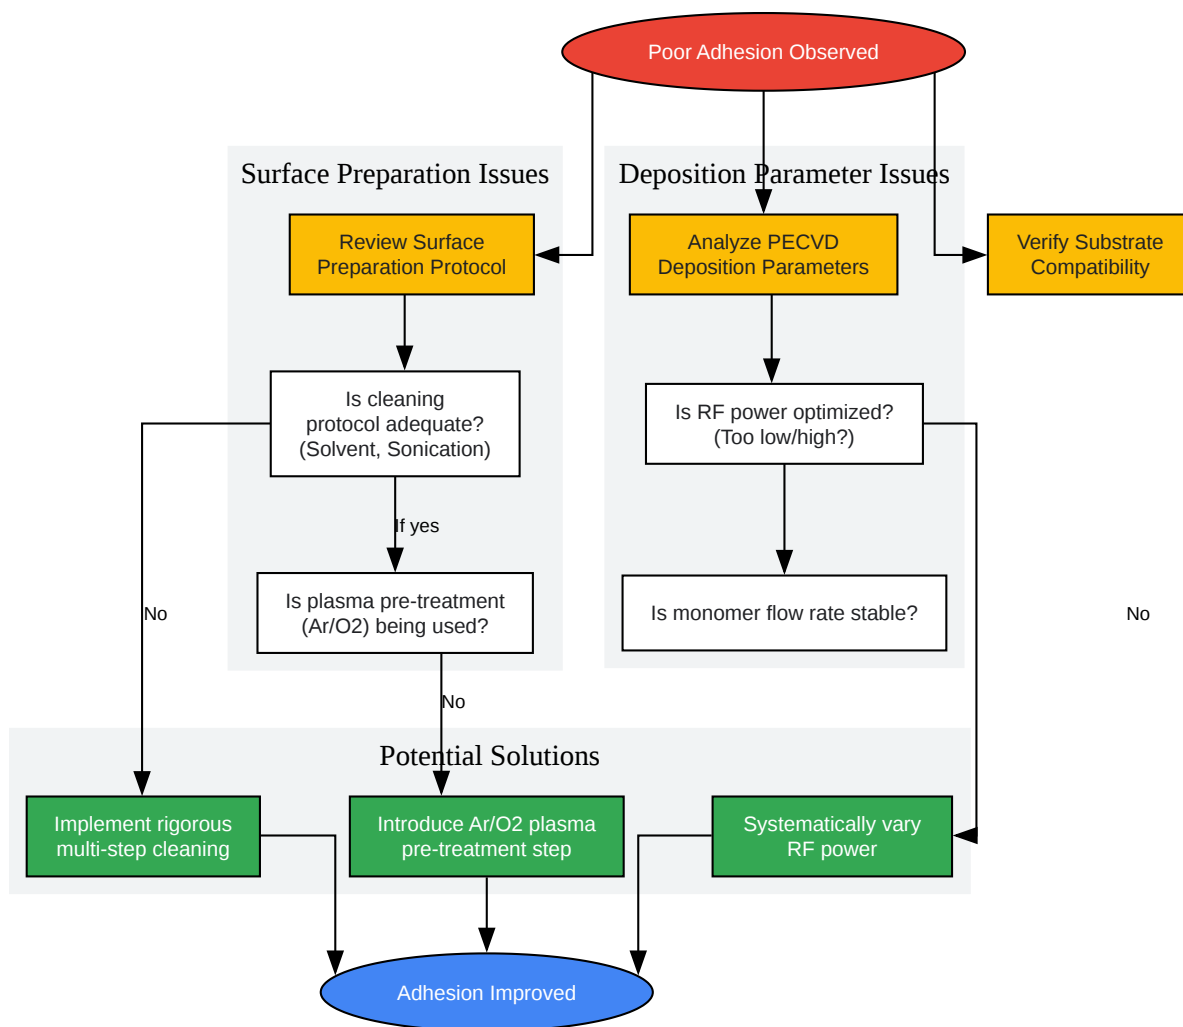 Poor Adhesion Observed
Surface Preparation Issues
Deposition Parameter Issues
Review Surface
Preparation Protocol
Analyze PECVD
Deposition Parameters
Verify Substrate
Compatibility
Is cleaning
protocol adequate?
(Solvent, Sonication)
Is RF power optimized?
(Too low/high?)
If yes
Is plasma pre-treatment
(Ar/O2) being used?
Is monomer flow rate stable?
No
No
No
Potential Solutions
Implement rigorous
multi-step cleaning
Introduce Ar/O2 plasma
pre-treatment step
Systematically vary
RF power
Adhesion Improved